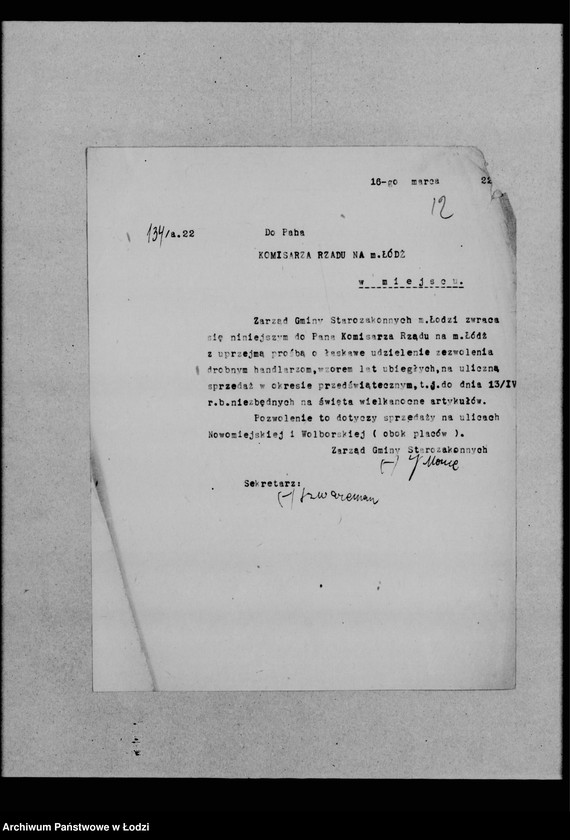 16-go marca 22
12
134/a.22 Do Paba
KOMISARZA RZADU NA m.ŁÓDŹ
w miejscu.
Zarząd Gminy Starozakonnych m.Łodzi zwraca
się niniejszym do Pana Komisarza Rządu na m.Łódź
z uprzejmą prośbą o łaskawe udzielenie zezwolenia
drobnym handlarzom,wzorem lat ubiegłych,na uliczną
sprzedaż w okresie przedświątecznym,t.j.do dnia 13/IV
r.b.niezbędnych na święta wielkanocne artykułów.
Pozwolenie to dotyczy sprzedaży na ulicach
Nowomiejskiej i Wolborskiej ( obok placów ).
Zarząd Gminy Starozakonnych
(-)
Sekretarz:
(-)
Archiwum Państwowe w Łodzi